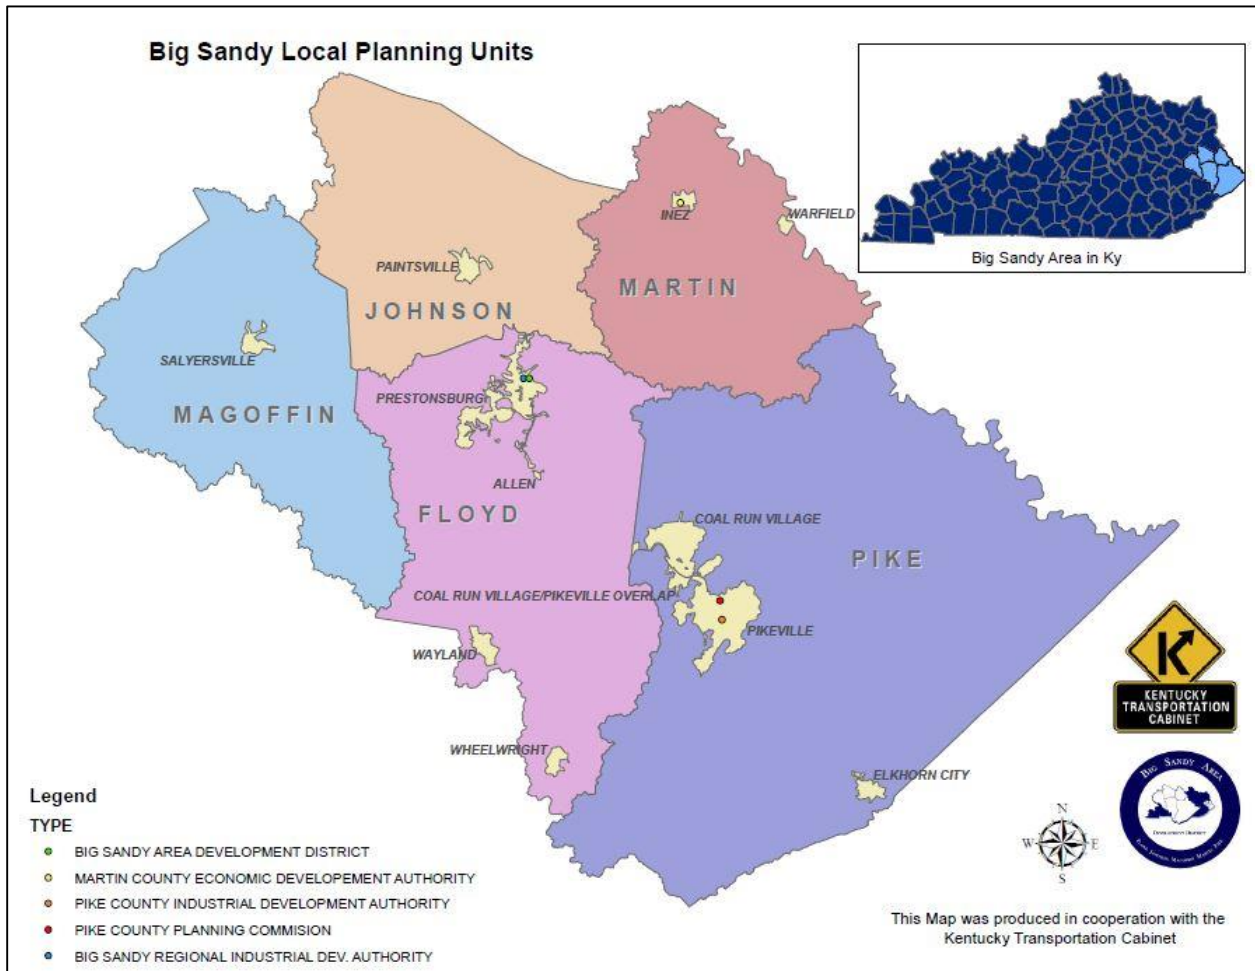 Big Sandy Local Planning Units
Big Sandy Area in Ky
INEZ
WARFIELD
PAINTSVILLE
MARTIN
JOHNSON
SALYERSVILLE
PRESTONSBURG
MAGOFFIN
ALLEN
FLOYD
COAL RUN VILLAGE
PIKE
COAL RUN VILLAGE/PIKEVILLE OVERLAP
PIKEVILLE
WAYLAND
WHEELWRIGHT
ELKHORN CITY
KENTUCKY
TRANSPORTATION
CABINET
BIG SANDY AREA
DEVELOPMENT DISTRICT
N
W
E
S
Legend
TYPE
BIG SANDY AREA DEVELOPMENT DISTRICT
MARTIN COUNTY ECONOMIC DEVELOPEMENT AUTHORITY
PIKE COUNTY INDUSTRIAL DEVELOPMENT AUTHORITY
PIKE COUNTY PLANNING COMMISION
BIG SANDY REGIONAL INDUSTRIAL DEV. AUTHORITY
This Map was produced in cooperation with the
Kentucky Transportation Cabinet